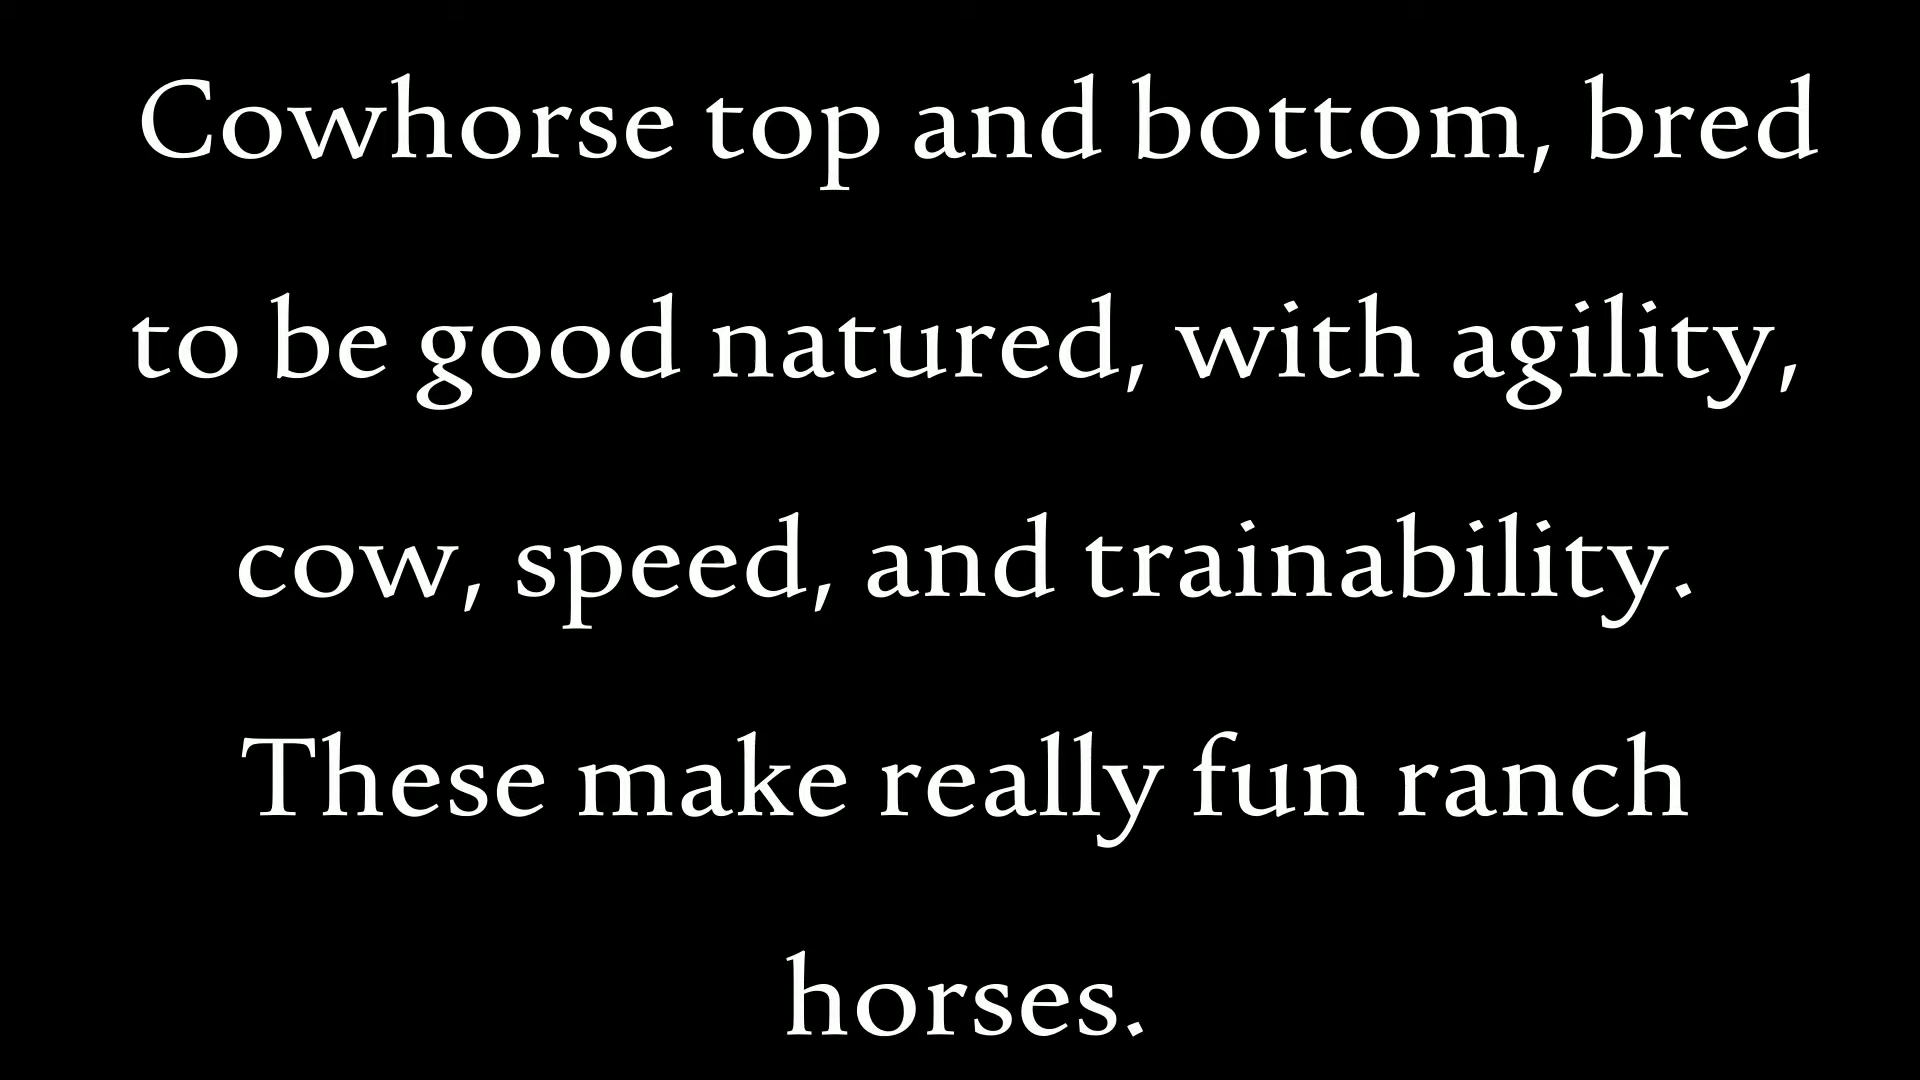 Cowhorse top and bottom, bred
to be good natured, with agility,
cow, speed, and trainability.
These make really fun ranch
horses.